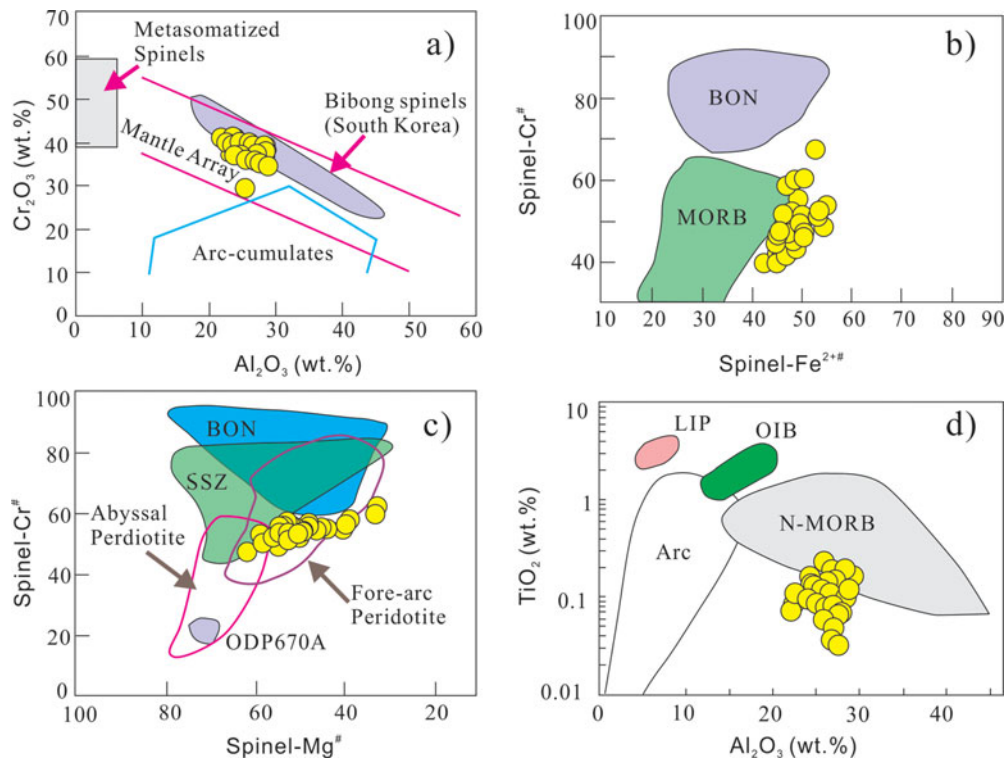 a)
Cr₂O₃ (wt.%)
70
60
50
40
30
20
10
0
Metasomatized
Spinels
Bibong spinels
(South Korea)
Mantle Array
Arc-cumulates
0 10 20 30 40 50 60
Al₂O₃ (wt.%)
b)
Spinel-Cr#
100
80
60
40
BON
MORB
10 20 30 40 50 60 70 80 90
Spinel-Fe²⁺#
c)
Spinel-Cr#
100
80
60
40
20
0
BON
SSZ
Abyssal
Perdiotite
Fore-arc
Peridotite
ODP670A
100 80 60 40 20
Spinel-Mg#
d)
TiO₂ (wt.%)
10
1
0.1
0.01
LIP
OIB
N-MORB
Arc
0 10 20 30 40
Al₂O₃ (wt.%)